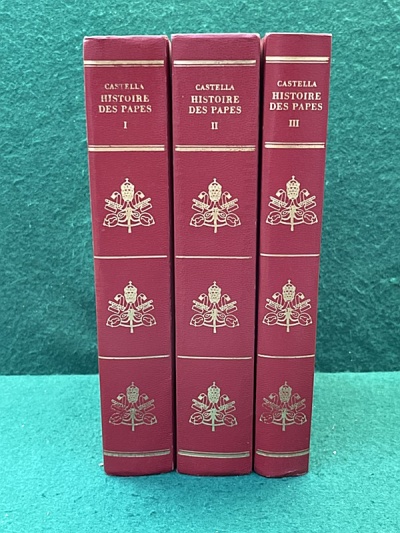 CASTELLA
HISTOIRE
DES PAPES
I
CASTELLA
HISTOIRE
DES PAPES
II
CASTELLA
HISTOIRE
DES PAPES
III